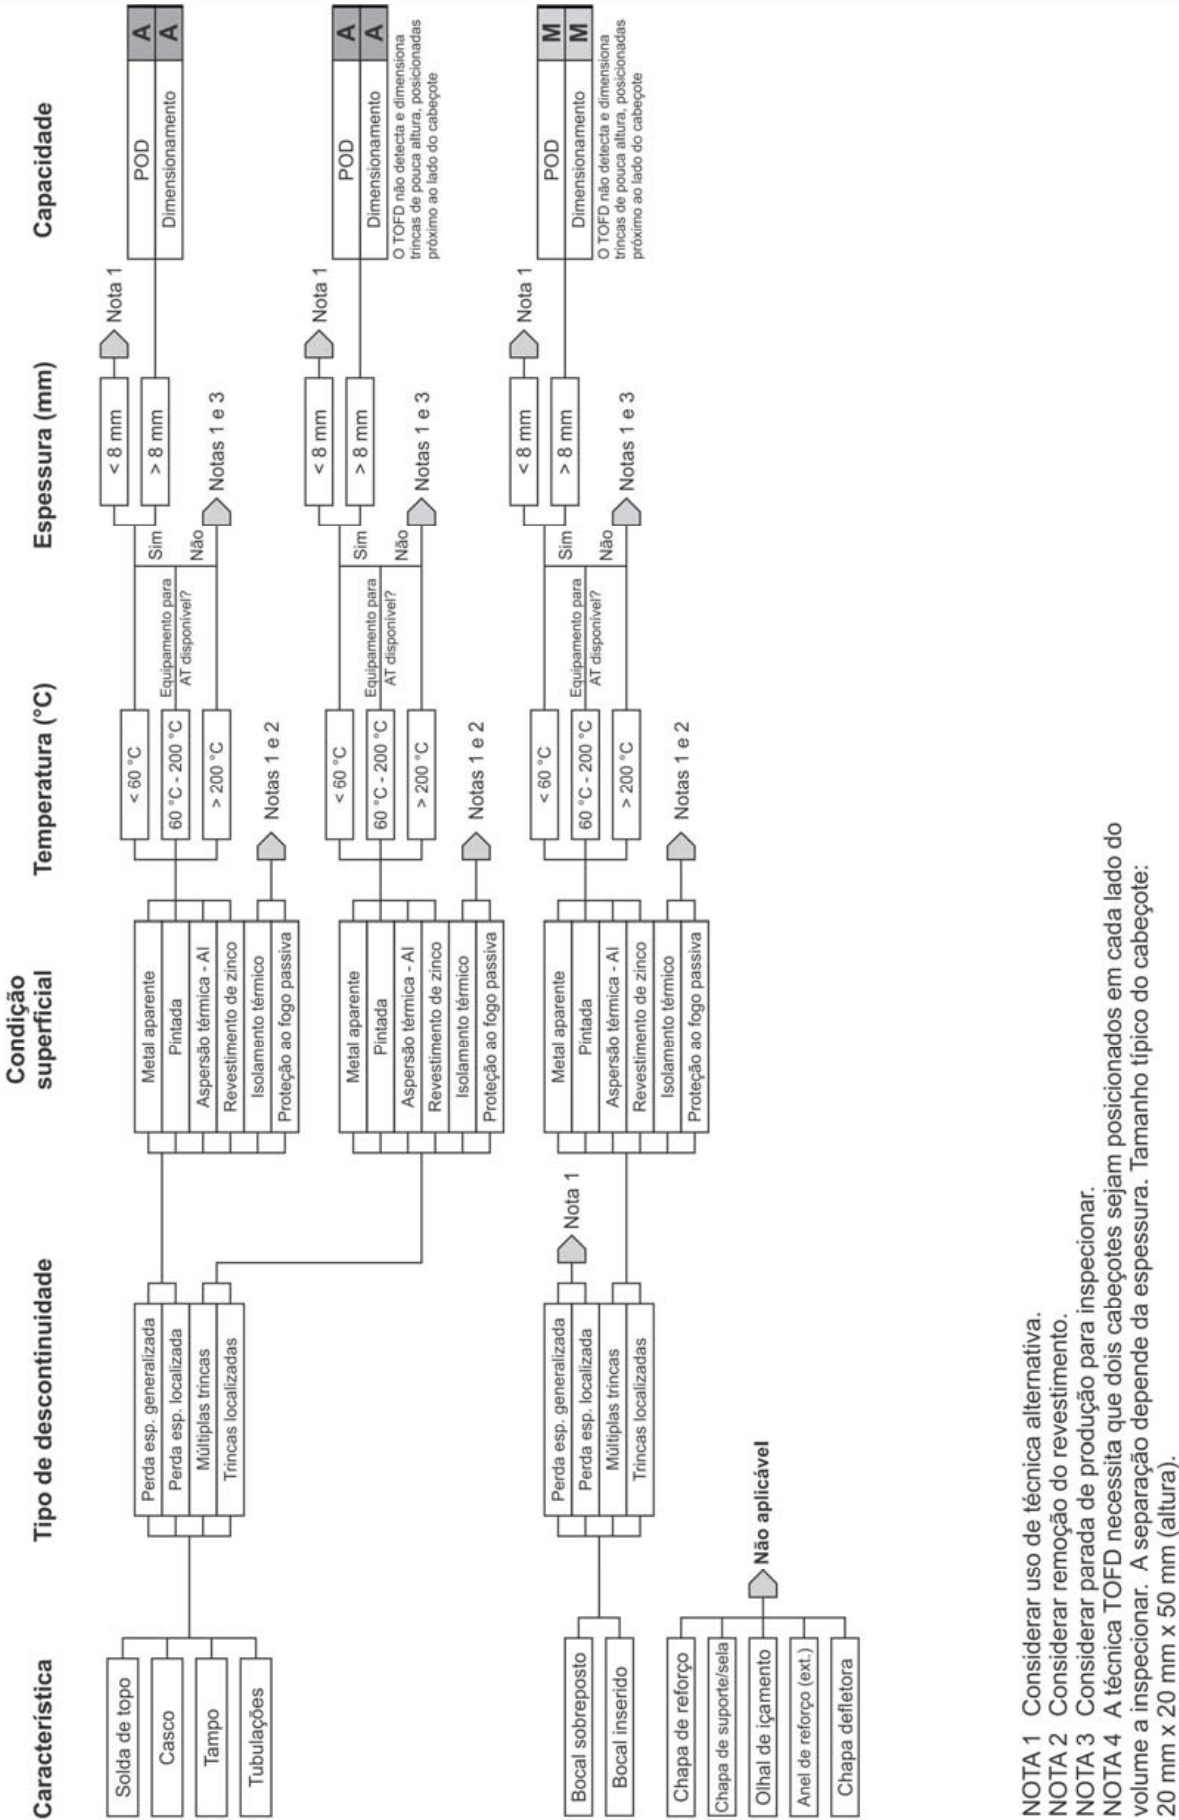 Característica
Tipo de descontinuidade
Condição
superficial
Temperatura (°C)
Espessura (mm)
Capacidade
Solda de topo
Casco
Tampo
Tubulações
Perda esp. generalizada
Perda esp. localizada
Múltiplas trincas
Trincas localizadas
Metal aparente
Pintada
Aspersão térmica - Al
Revestimento de zinco
Isolamento térmico
Proteção ao fogo passiva
Notas 1 e 2
< 60 °C
60 °C - 200 °C
> 200 °C
Equipamento para
AT disponível?
Sim
Não
Notas 1 e 3
< 8 mm
> 8 mm
Nota 1
POD
A
Dimensionamento
A
Metal aparente
Pintada
Aspersão térmica - Al
Revestimento de zinco
Isolamento térmico
Proteção ao fogo passiva
Notas 1 e 2
< 60 °C
60 °C - 200 °C
> 200 °C
Equipamento para
AT disponível?
Sim
Não
Notas 1 e 3
< 8 mm
> 8 mm
Nota 1
POD
A
Dimensionamento
A
O TOFD não detecta e dimensiona
trincas de pouca altura, posicionadas
próximo ao lado do cabeçote
Bocal sobreposto
Bocal inserido
Perda esp. generalizada
Perda esp. localizada
Múltiplas trincas
Trincas localizadas
Nota 1
Metal aparente
Pintada
Aspersão térmica - Al
Revestimento de zinco
Isolamento térmico
Proteção ao fogo passiva
Notas 1 e 2
< 60 °C
60 °C - 200 °C
> 200 °C
Equipamento para
AT disponível?
Sim
Não
Notas 1 e 3
< 8 mm
> 8 mm
Nota 1
POD
M
Dimensionamento
M
O TOFD não detecta e dimensiona
trincas de pouca altura, posicionadas
próximo ao lado do cabeçote
Chapa de reforço
Chapa de suporte/sela
Olhal de içamento
Anel de reforço (ext.)
Chapa defletora
Não aplicável
NOTA 1 Considerar uso de técnica alternativa.
NOTA 2 Considerar remoção do revestimento.
NOTA 3 Considerar parada de produção para inspecionar.
NOTA 4 A técnica TOFD necessita que dois cabeçotes sejam posicionados em cada lado do
volume a inspecionar. A separação depende da espessura. Tamanho típico do cabeçote:
20 mm x 20 mm x 50 mm (altura).